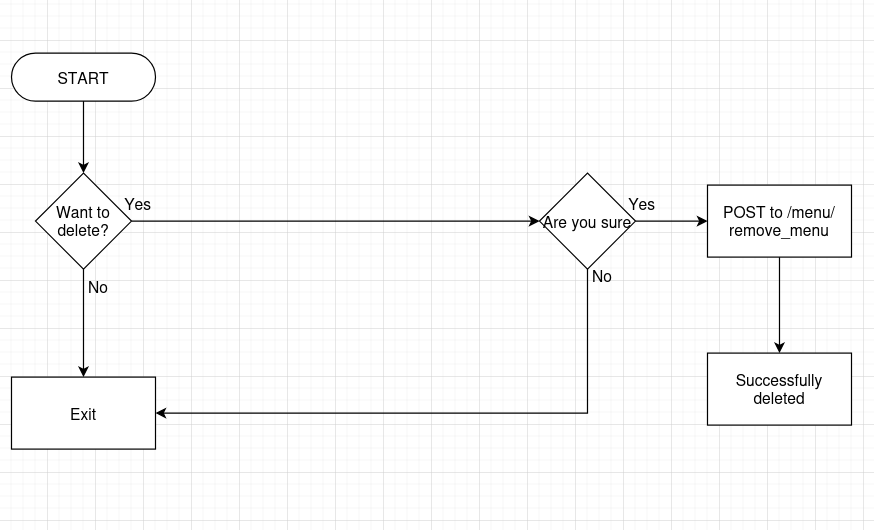 START
Want to
delete?
Yes
Are you sure
Yes
POST to /menu/
remove_menu
No
No
Exit
Successfully
deleted